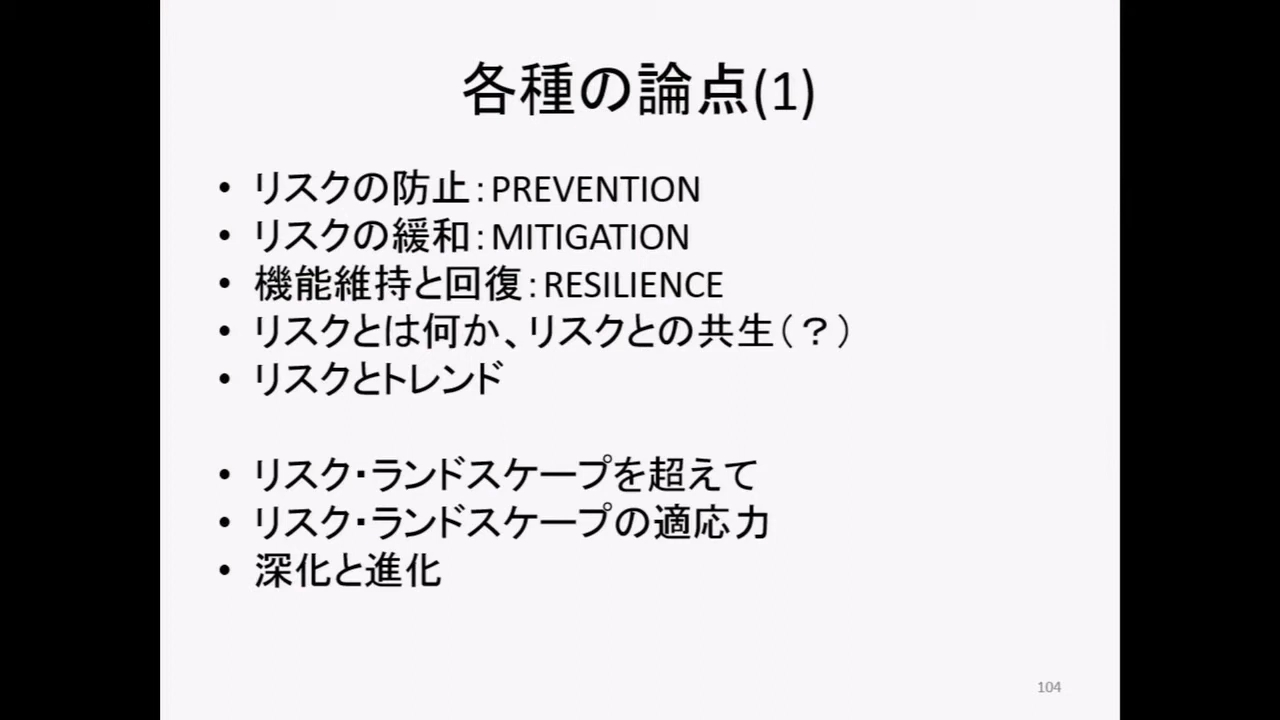 各種の論点(1)
• リスクの防止：PREVENTION
• リスクの緩和：MITIGATION
• 機能維持と回復：RESILIENCE
• リスクとは何か、リスクとの共生（？）
• リスクとトレンド
• リスク・ランドスケープを超えて
• リスク・ランドスケープの適応力
• 深化と進化
104